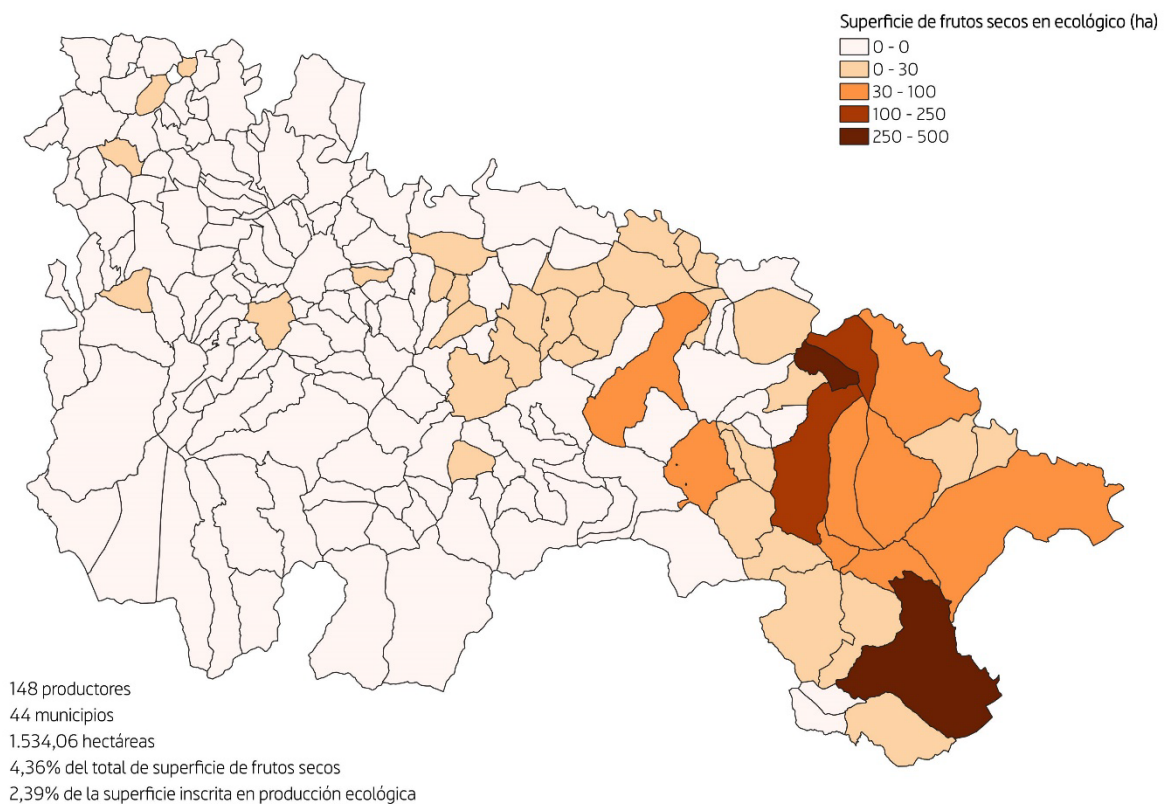 Superficie de frutos secos en ecológico (ha)
0 - 0
0 - 30
30 - 100
100 - 250
250 - 500
148 productores
44 municipios
1.534,06 hectáreas
4,36% del total de superficie de frutos secos
2,39% de la superficie inscrita en producción ecológica